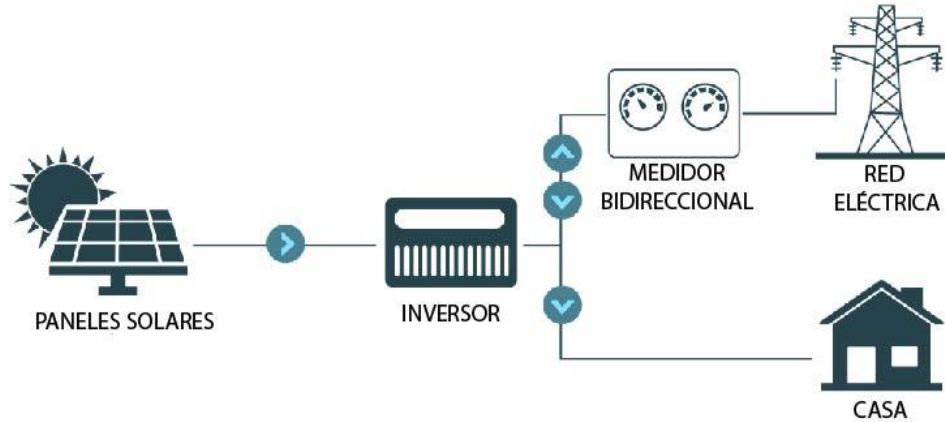 PANELES SOLARES
INVERSOR
MEDIDOR
BIDIRECCIONAL
RED
ELÉCTRICA
CASA